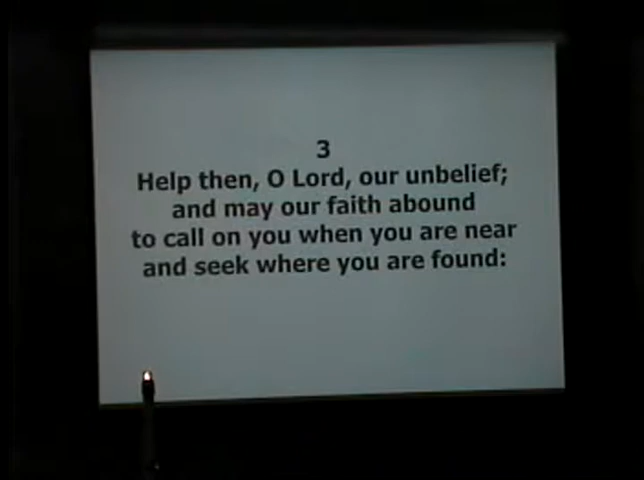 3
Help then, O Lord, our unbelief;
and may our faith abound
to call on you when you are near
and seek where you are found: